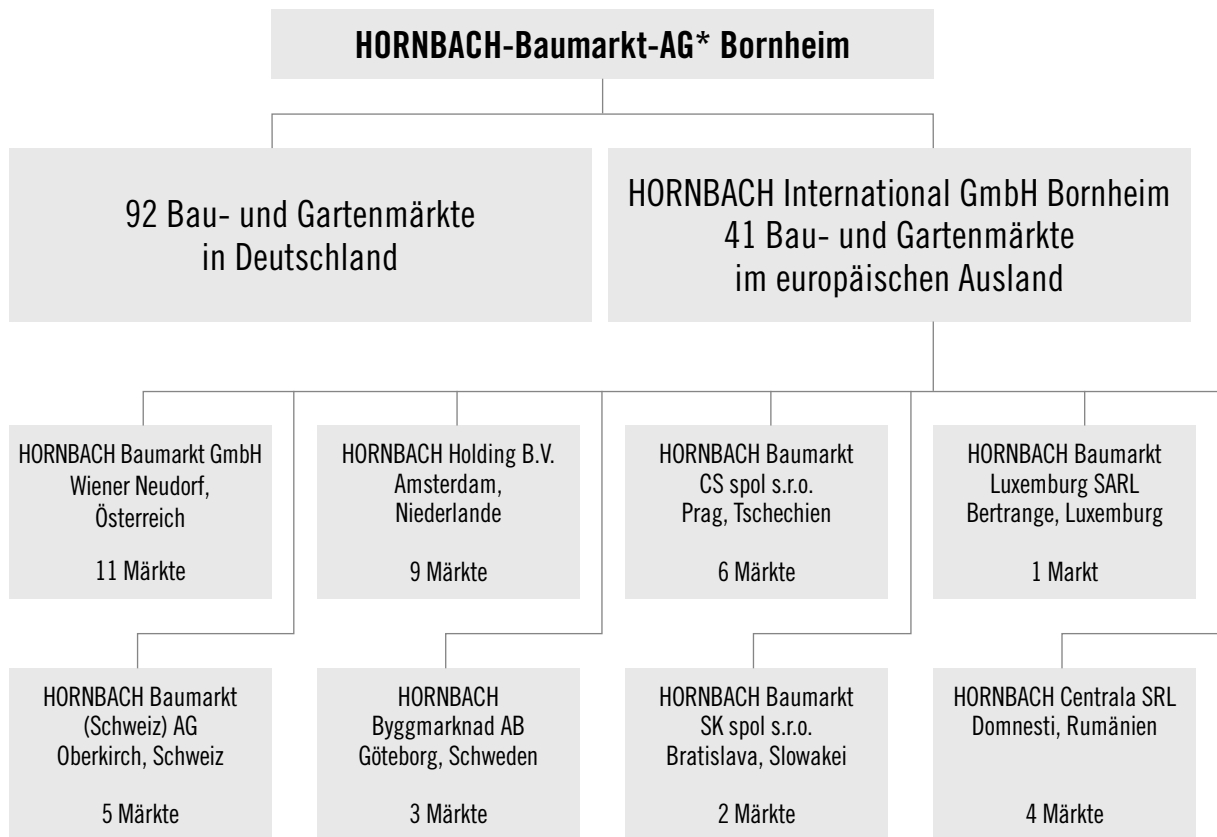 HORNBACH-Baumarkt-AG* Bornheim
92 Bau- und Gartenmärkte
in Deutschland
HORNBACH International GmbH Bornheim
41 Bau- und Gartenmärkte
im europäischen Ausland
HORNBACH Baumarkt GmbH
Wiener Neudorf,
Österreich
11 Märkte
HORNBACH Holding B.V.
Amsterdam,
Niederlande
9 Märkte
HORNBACH Baumarkt
CS spol s.r.o.
Prag, Tschechien
6 Märkte
HORNBACH Baumarkt
Luxemburg SARL
Bertrange, Luxemburg
1 Markt
HORNBACH Baumarkt
(Schweiz) AG
Oberkirch, Schweiz
5 Märkte
HORNBACH
Byggmarknad AB
Göteborg, Schweden
3 Märkte
HORNBACH Baumarkt
SK spol s.r.o.
Bratislava, Slowakei
2 Märkte
HORNBACH Centrala SRL
Domnesti, Rumänien
4 Märkte